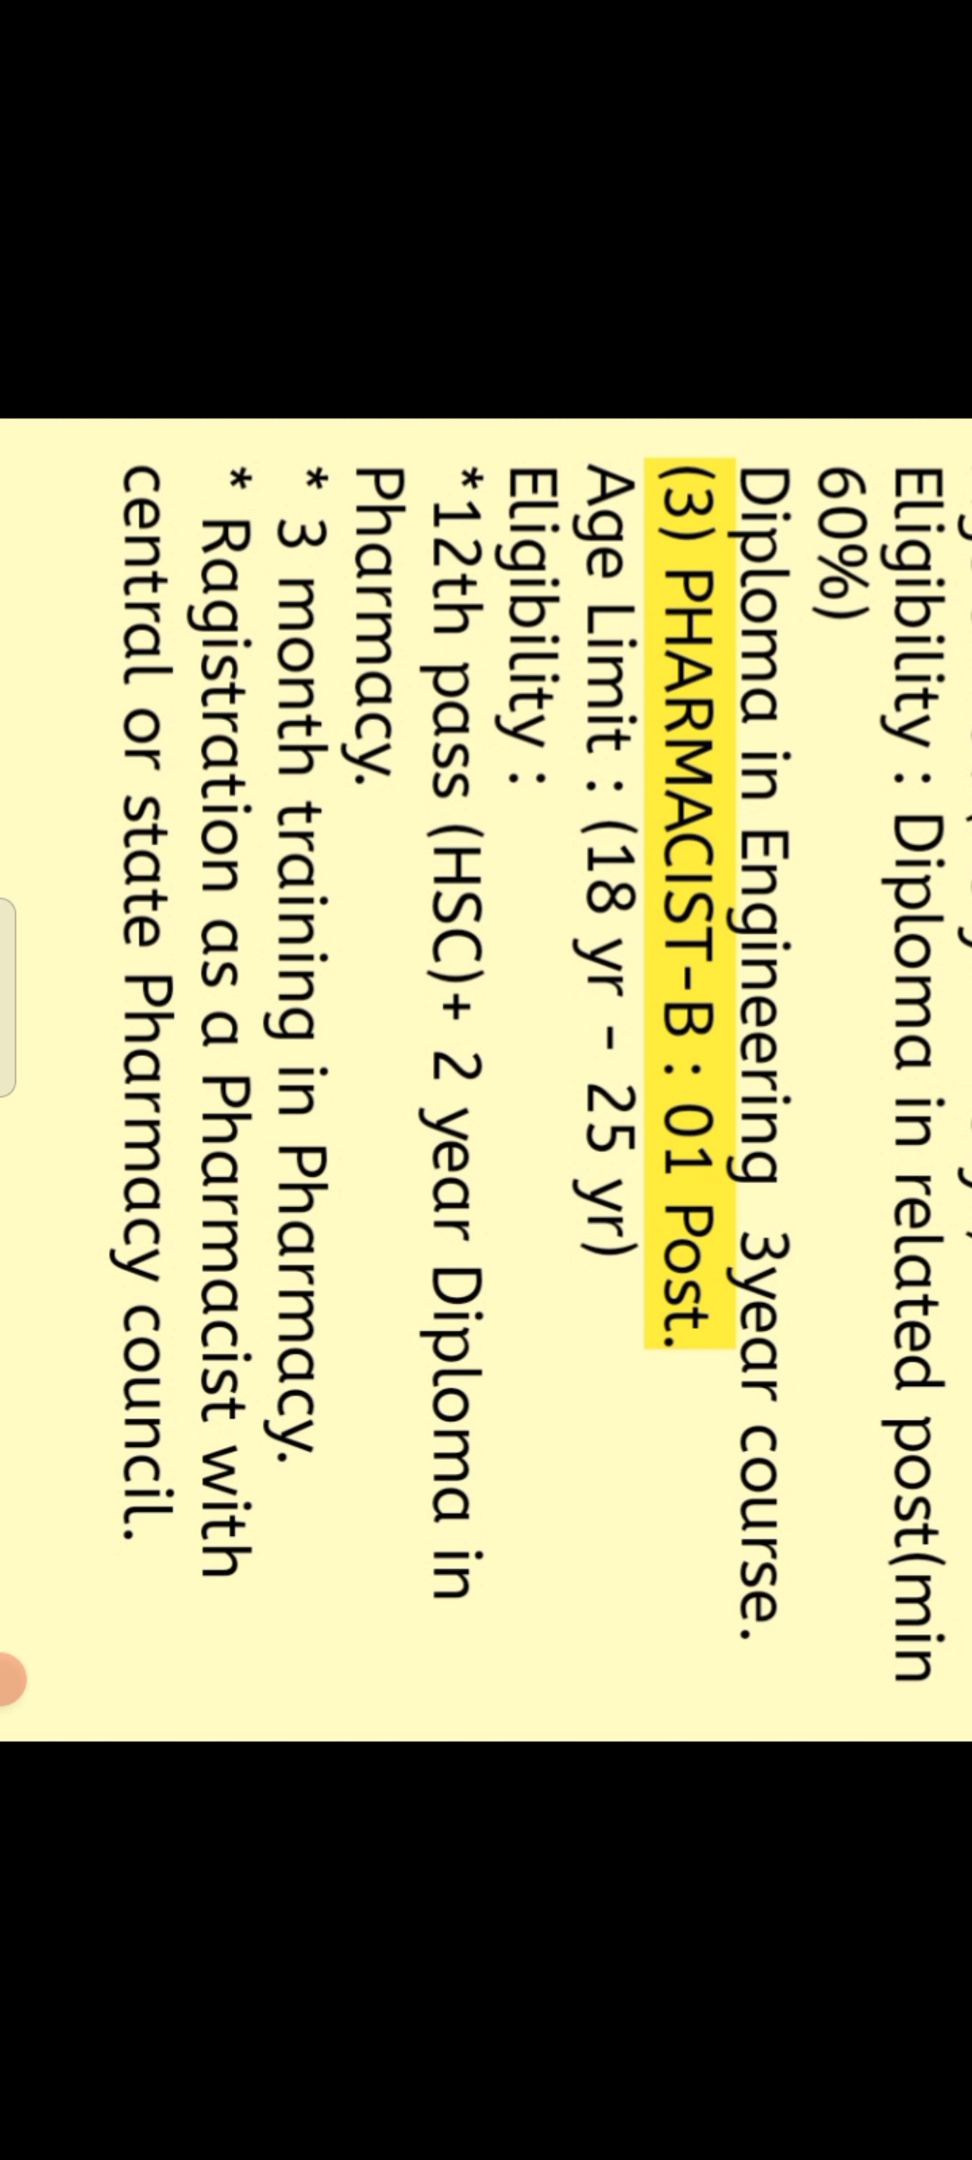 Eligibility : Diploma in related post(min
60%)
Diploma in Engineering 3year course.
(3) PHARMACIST-B : 01 Post.
Age Limit : (18 yr - 25 yr)
Eligibility :
*12th pass (HSC)+ 2 year Diploma in
Pharmacy.
* 3 month training in Pharmacy.
* Ragistration as a Pharmacist with
central or state Pharmacy council.